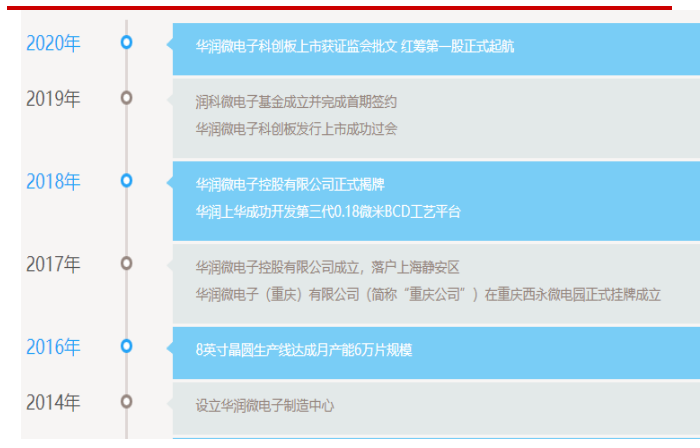 2020年
华润微电子科创板上市获证监会批文 红筹第一股正式起航
2019年
润科微电子基金成立并完成首期签约
华润微电子科创板发行上市成功过会
2018年
华润微电子控股有限公司正式揭牌
华润上华成功开发第三代0.18微米BCD工艺平台
2017年
华润微电子控股有限公司成立，落户上海静安区
华润微电子（重庆）有限公司（简称“重庆公司”）在重庆西永微电园正式挂牌成立
2016年
8英寸晶圆生产线达成月产能6万片规模
2014年
设立华润微电子制造中心